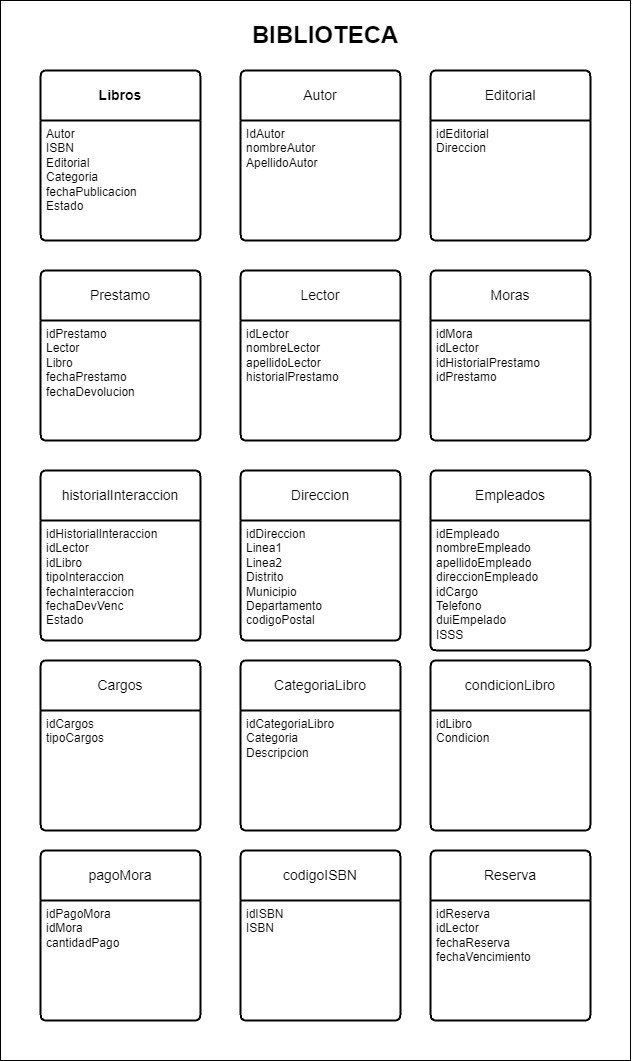 BIBLIOTECA
Libros
Autor
ISBN
Editorial
Categoria
fechaPublicacion
Estado
Autor
IdAutor
nombreAutor
ApellidoAutor
Editorial
idEditorial
Direccion
Prestamo
idPrestamo
Lector
Libro
fechaPrestamo
fechaDevolucion
Lector
idLector
nombreLector
apellidoLector
historialPrestamo
Moras
idMora
idLector
idHistorialPrestamo
idPrestamo
historialInteraccion
idHistorialInteraccion
idLector
idLibro
tipoInteraccion
fechaInteraccion
fechaDevVenc
Estado
Direccion
idDireccion
Linea1
Linea2
Distrito
Municipio
Departamento
codigoPostal
Empleados
idEmpleado
nombreEmpleado
apellidoEmpleado
direccionEmpleado
idCargo
Telefono
duiEmpelado
ISSS
Cargos
idCargos
tipoCargos
CategoriaLibro
idCategoriaLibro
Categoria
Descripcion
condicionLibro
idLibro
Condicion
pagoMora
idPagoMora
idMora
cantidadPago
codigoISBN
idISBN
ISBN
Reserva
idReserva
idLector
fechaReserva
fechaVencimiento